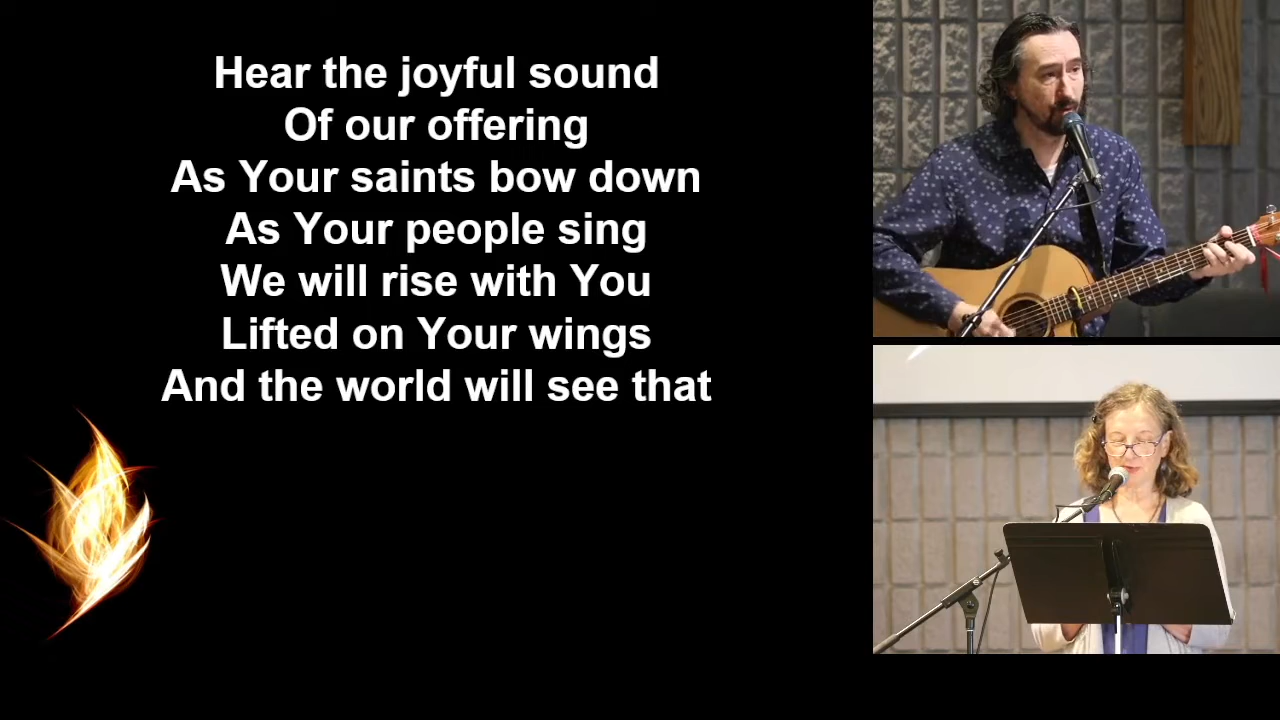 Hear the joyful sound
Of our offering
As Your saints bow down
As Your people sing
We will rise with You
Lifted on Your wings
And the world will see that